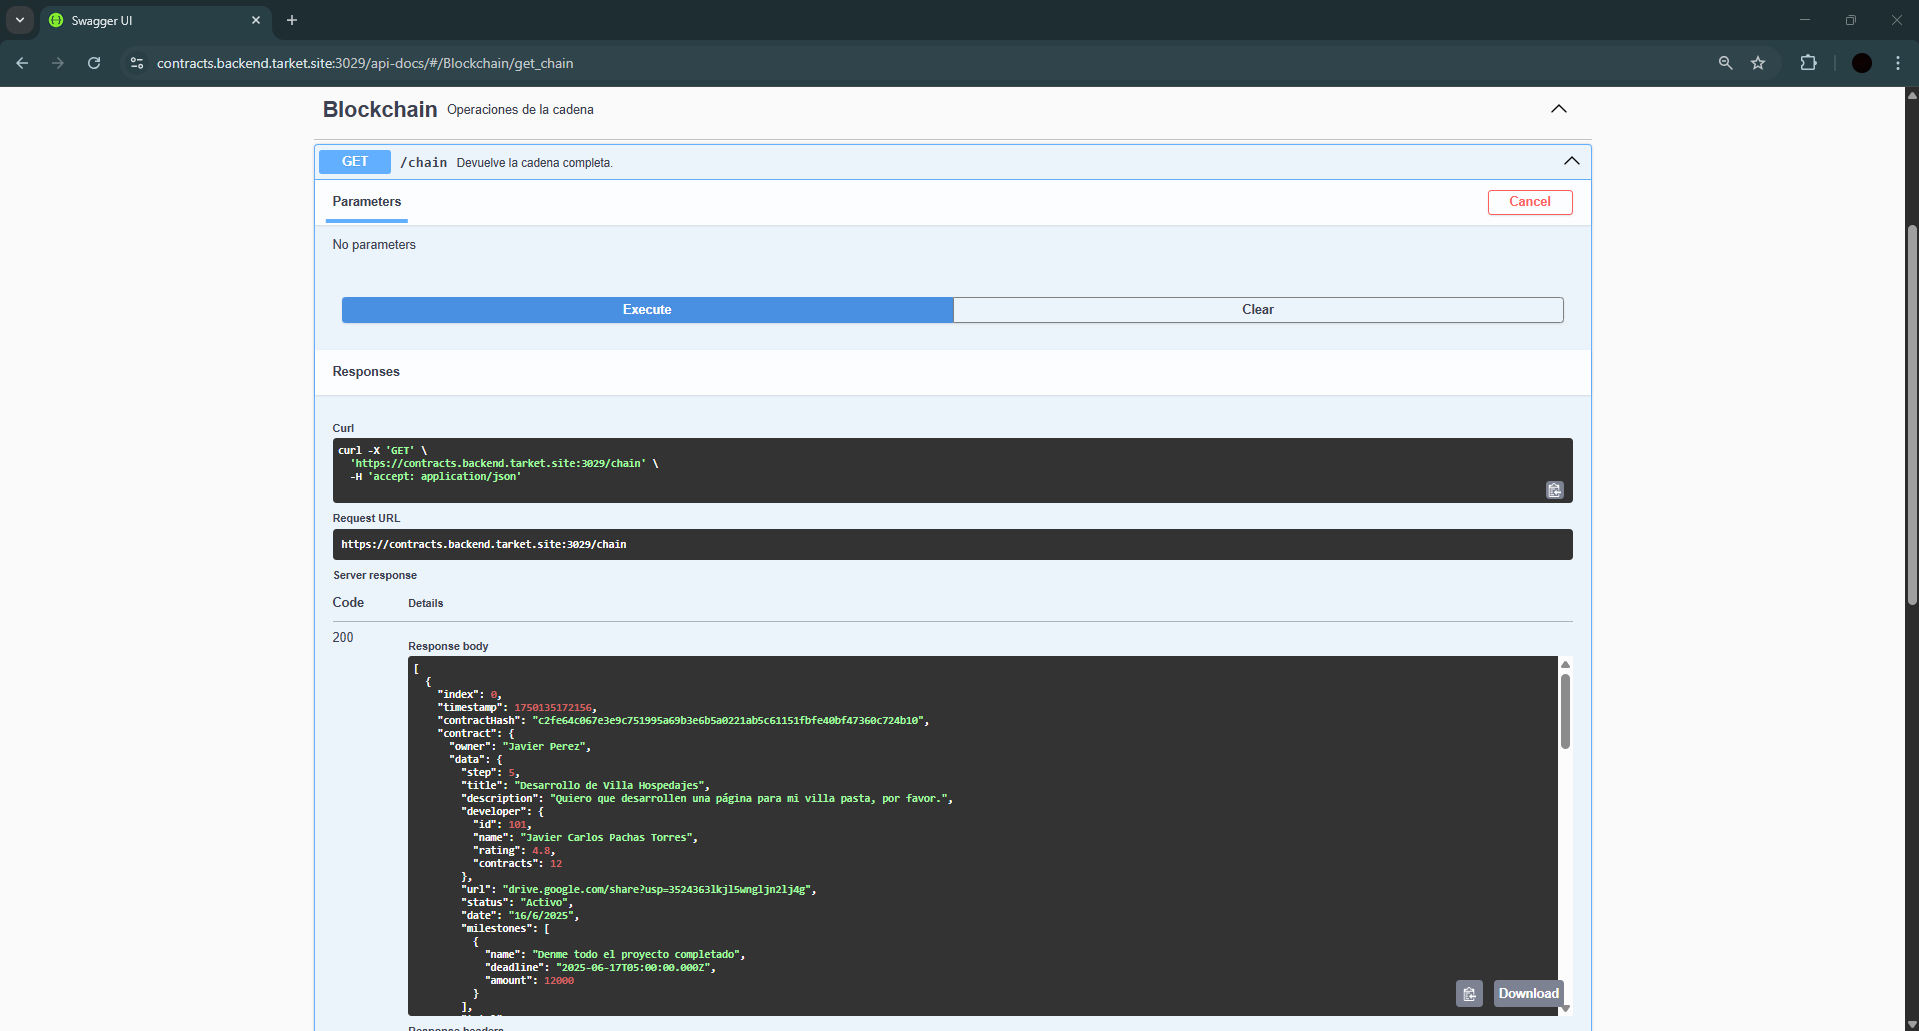 Swagger UI
contracts.backend.tarket.site:3029/api-docs/#/Blockchain/get_chain
Blockchain Operaciones de la cadena
GET /chain Devuelve la cadena completa.
Parameters Cancel
No parameters
Execute Clear
Responses
Curl
curl -X 'GET' \
'https://contracts.backend.tarket.site:3029/chain' \
-H 'accept: application/json'
Request URL
https://contracts.backend.tarket.site:3029/chain
Server response
Code Details
200
Response body
[
{
"index": 0,
"timestamp": 1750135172156,
"contractHash": "c2fe64c067e3e9c751995a69b3e6b5a0221ab5c61151fbfe40bf47360c724b10",
"contract": {
"owner": "Javier Perez",
"data": {
"step": 5,
"title": "Desarrollo de Villa Hospedajes",
"description": "Quiero que desarrollen una página para mi villa pasta, por favor.",
"developer": {
"id": 101,
"name": "Javier Carlos Pachas Torres",
"rating": 4.8,
"contracts": 12
},
"url": "drive.google.com/share?usp=3524363lkjl5wngljn2lj4g",
"status": "Activo",
"date": "16/6/2025",
"milestones": [
{
"name": "Denme todo el proyecto completado",
"deadline": "2025-06-17T05:00:00.000Z",
"amount": 12000
}
],
Download
Response headers